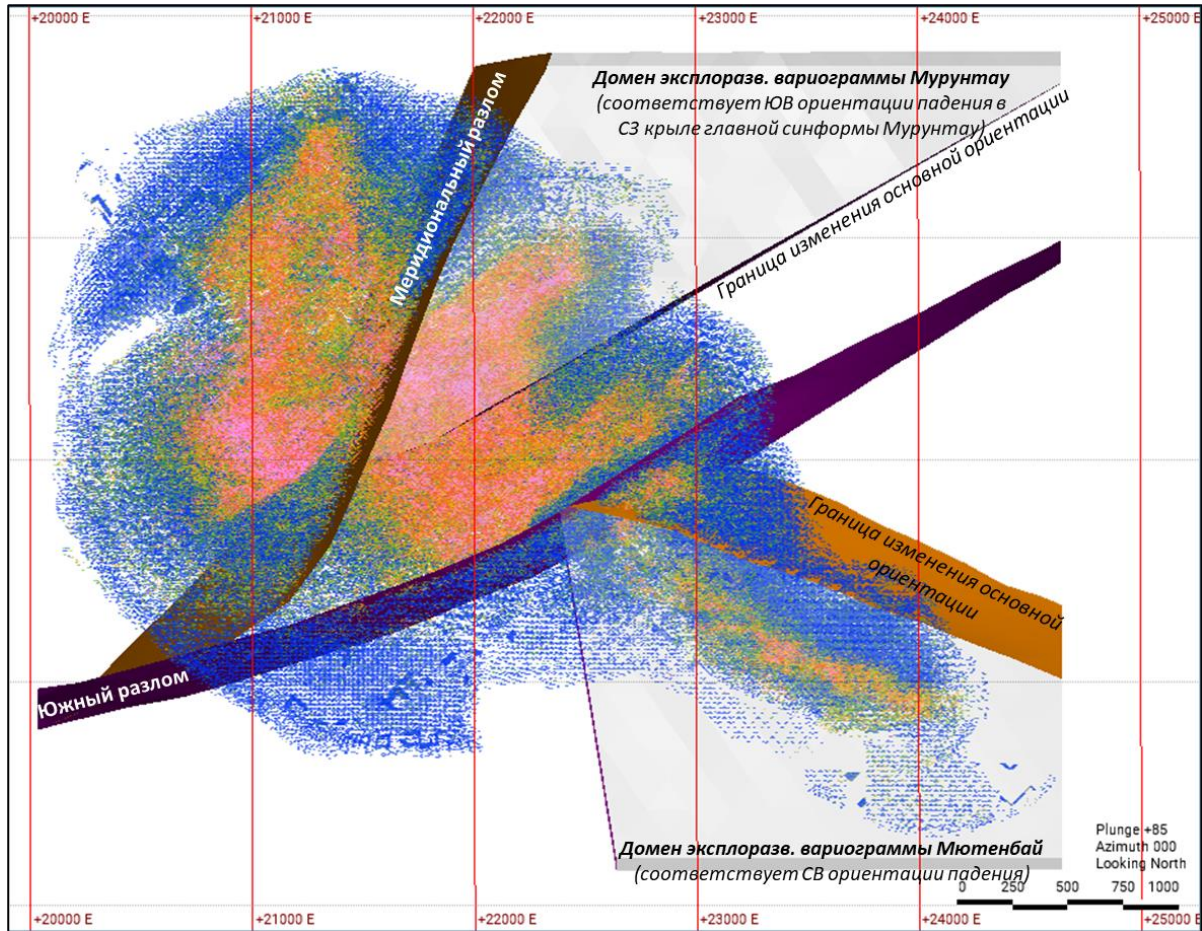 +20000 E
+21000 E
+22000 E
+23000 E
+24000 E
+25000 E
Домен эксплоразв. вариограммы Мурунтау
(соответствует ЮВ ориентации падения в
СЗ крыле главной синформы Мурунтау)
Меридиональный разлом
Граница изменения основной ориентации
Граница изменения основной
ориентации
Южный разлом
Домен эксплоразв. вариограммы Мютенбай
(соответствует СВ ориентации падения)
Plunge +85
Azimuth 000
Looking North
0 250 500 750 1000
+20000 E
+21000 E
+22000 E
+23000 E
+24000 E
+25000 E